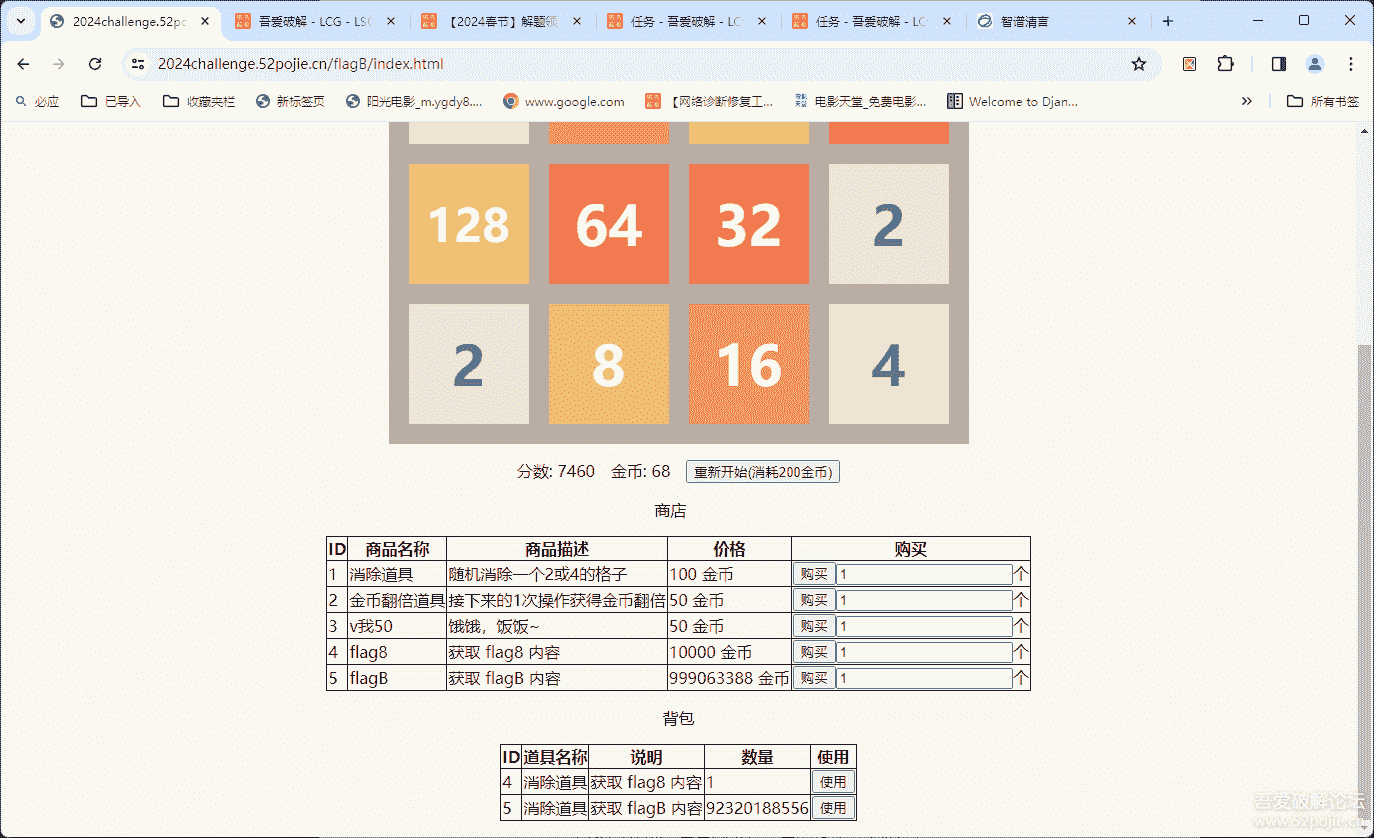 2024challenge.52pc
吾爱破解 - LCG - LSC
【2024春节】解题领
任务 - 吾爱破解 - LC
任务 - 吾爱破解 - LC
智谱清言
2024challenge.52pojie.cn/flagB/index.html
必应 已导入 收藏夹栏 新标签页 阳光电影_m.ygdy8.... www.google.com 【网络诊断修复工... 电影天堂_免费电影... Welcome to Djan... » 所有书签
128 64 32 2
2 8 16 4
分数: 7460 金币: 68 重新开始(消耗200金币)
商店
ID 商品名称 商品描述 价格 购买
1 消除道具 随机消除一个2或4的格子 100 金币 购买 1 个
2 金币翻倍道具 接下来的1次操作获得金币翻倍 50 金币 购买 1 个
3 v我50 饿饿，饭饭~ 50 金币 购买 1 个
4 flag8 获取 flag8 内容 10000 金币 购买 1 个
5 flagB 获取 flagB 内容 999063388 金币 购买 1 个
背包
ID 道具名称 说明 数量 使用
4 消除道具 获取 flag8 内容 1 使用
5 消除道具 获取 flagB 内容 92320188556 使用
吾爱破解论坛
www.52pojie.cn